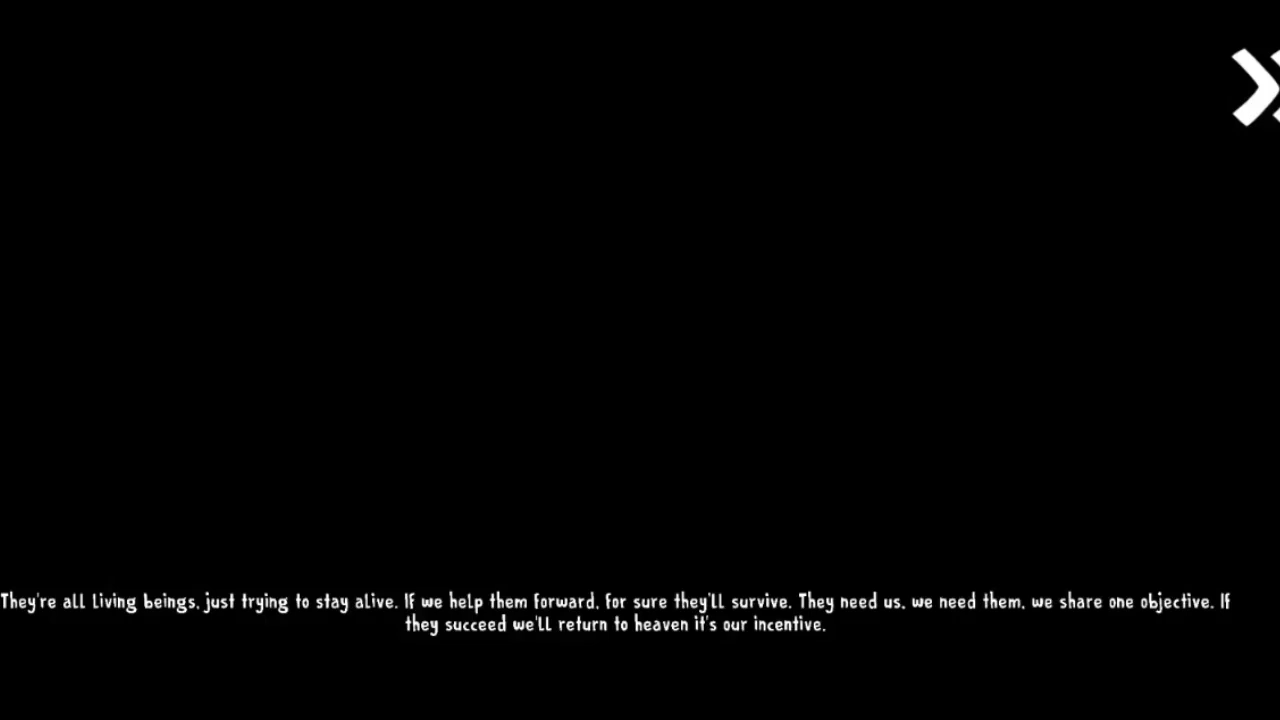 They're all living beings, just trying to stay alive. If we help them forward, for sure they'll survive. They need us, we need them, we share one objective. If
they succeed we'll return to heaven it's our incentive.